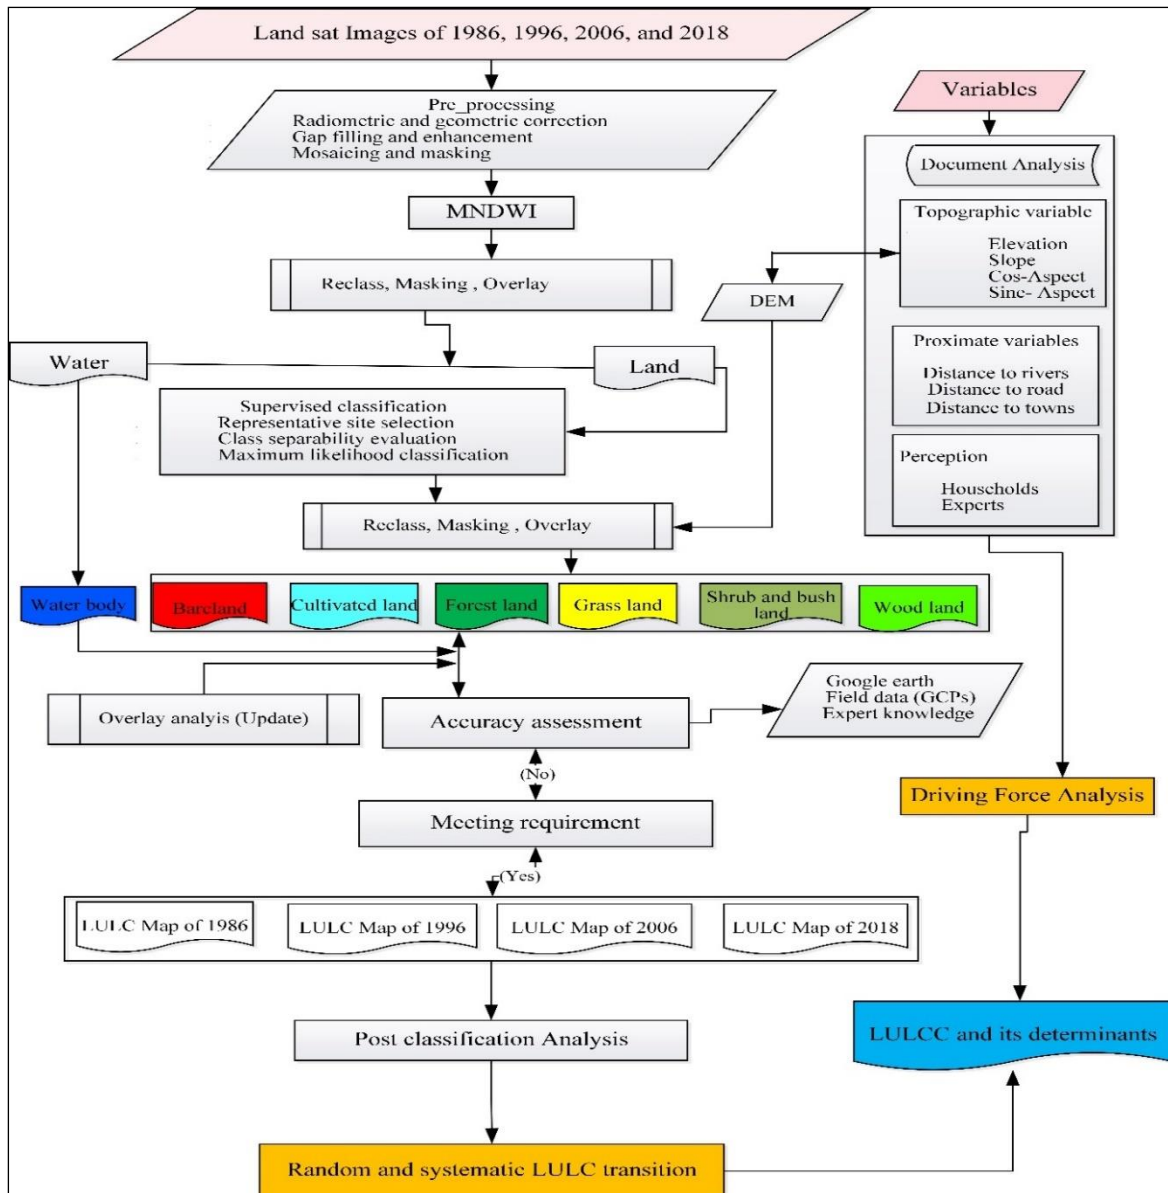 Land sat Images of 1986, 1996, 2006, and 2018
Pre_processing
Radiometric and geometric correction
Gap filling and enhancement
Mosaicing and masking
MNDWI
Reclass, Masking , Overlay
Water
Land
Supervised classification
Representative site selection
Class separability evaluation
Maximum likelihood classification
Reclass, Masking , Overlay
Water body
Bareland
Cultivated land
Forest land
Grass land
Shrub and bush
land
Wood land
Overlay analyis (Update)
Accuracy assessment
Google earth
Field data (GCPs)
Expert knowledge
(No)
Meeting requirement
(Yes)
LULC Map of 1986
LULC Map of 1996
LULC Map of 2006
LULC Map of 2018
Post classification Analysis
Random and systematic LULC transition
Variables
Document Analysis
Topographic variable
Elevation
Slope
Cos-Aspect
Sine- Aspect
DEM
Proximate variables
Distance to rivers
Distance to road
Distance to towns
Perception
Households
Experts
Driving Force Analysis
LULCC and its determinants